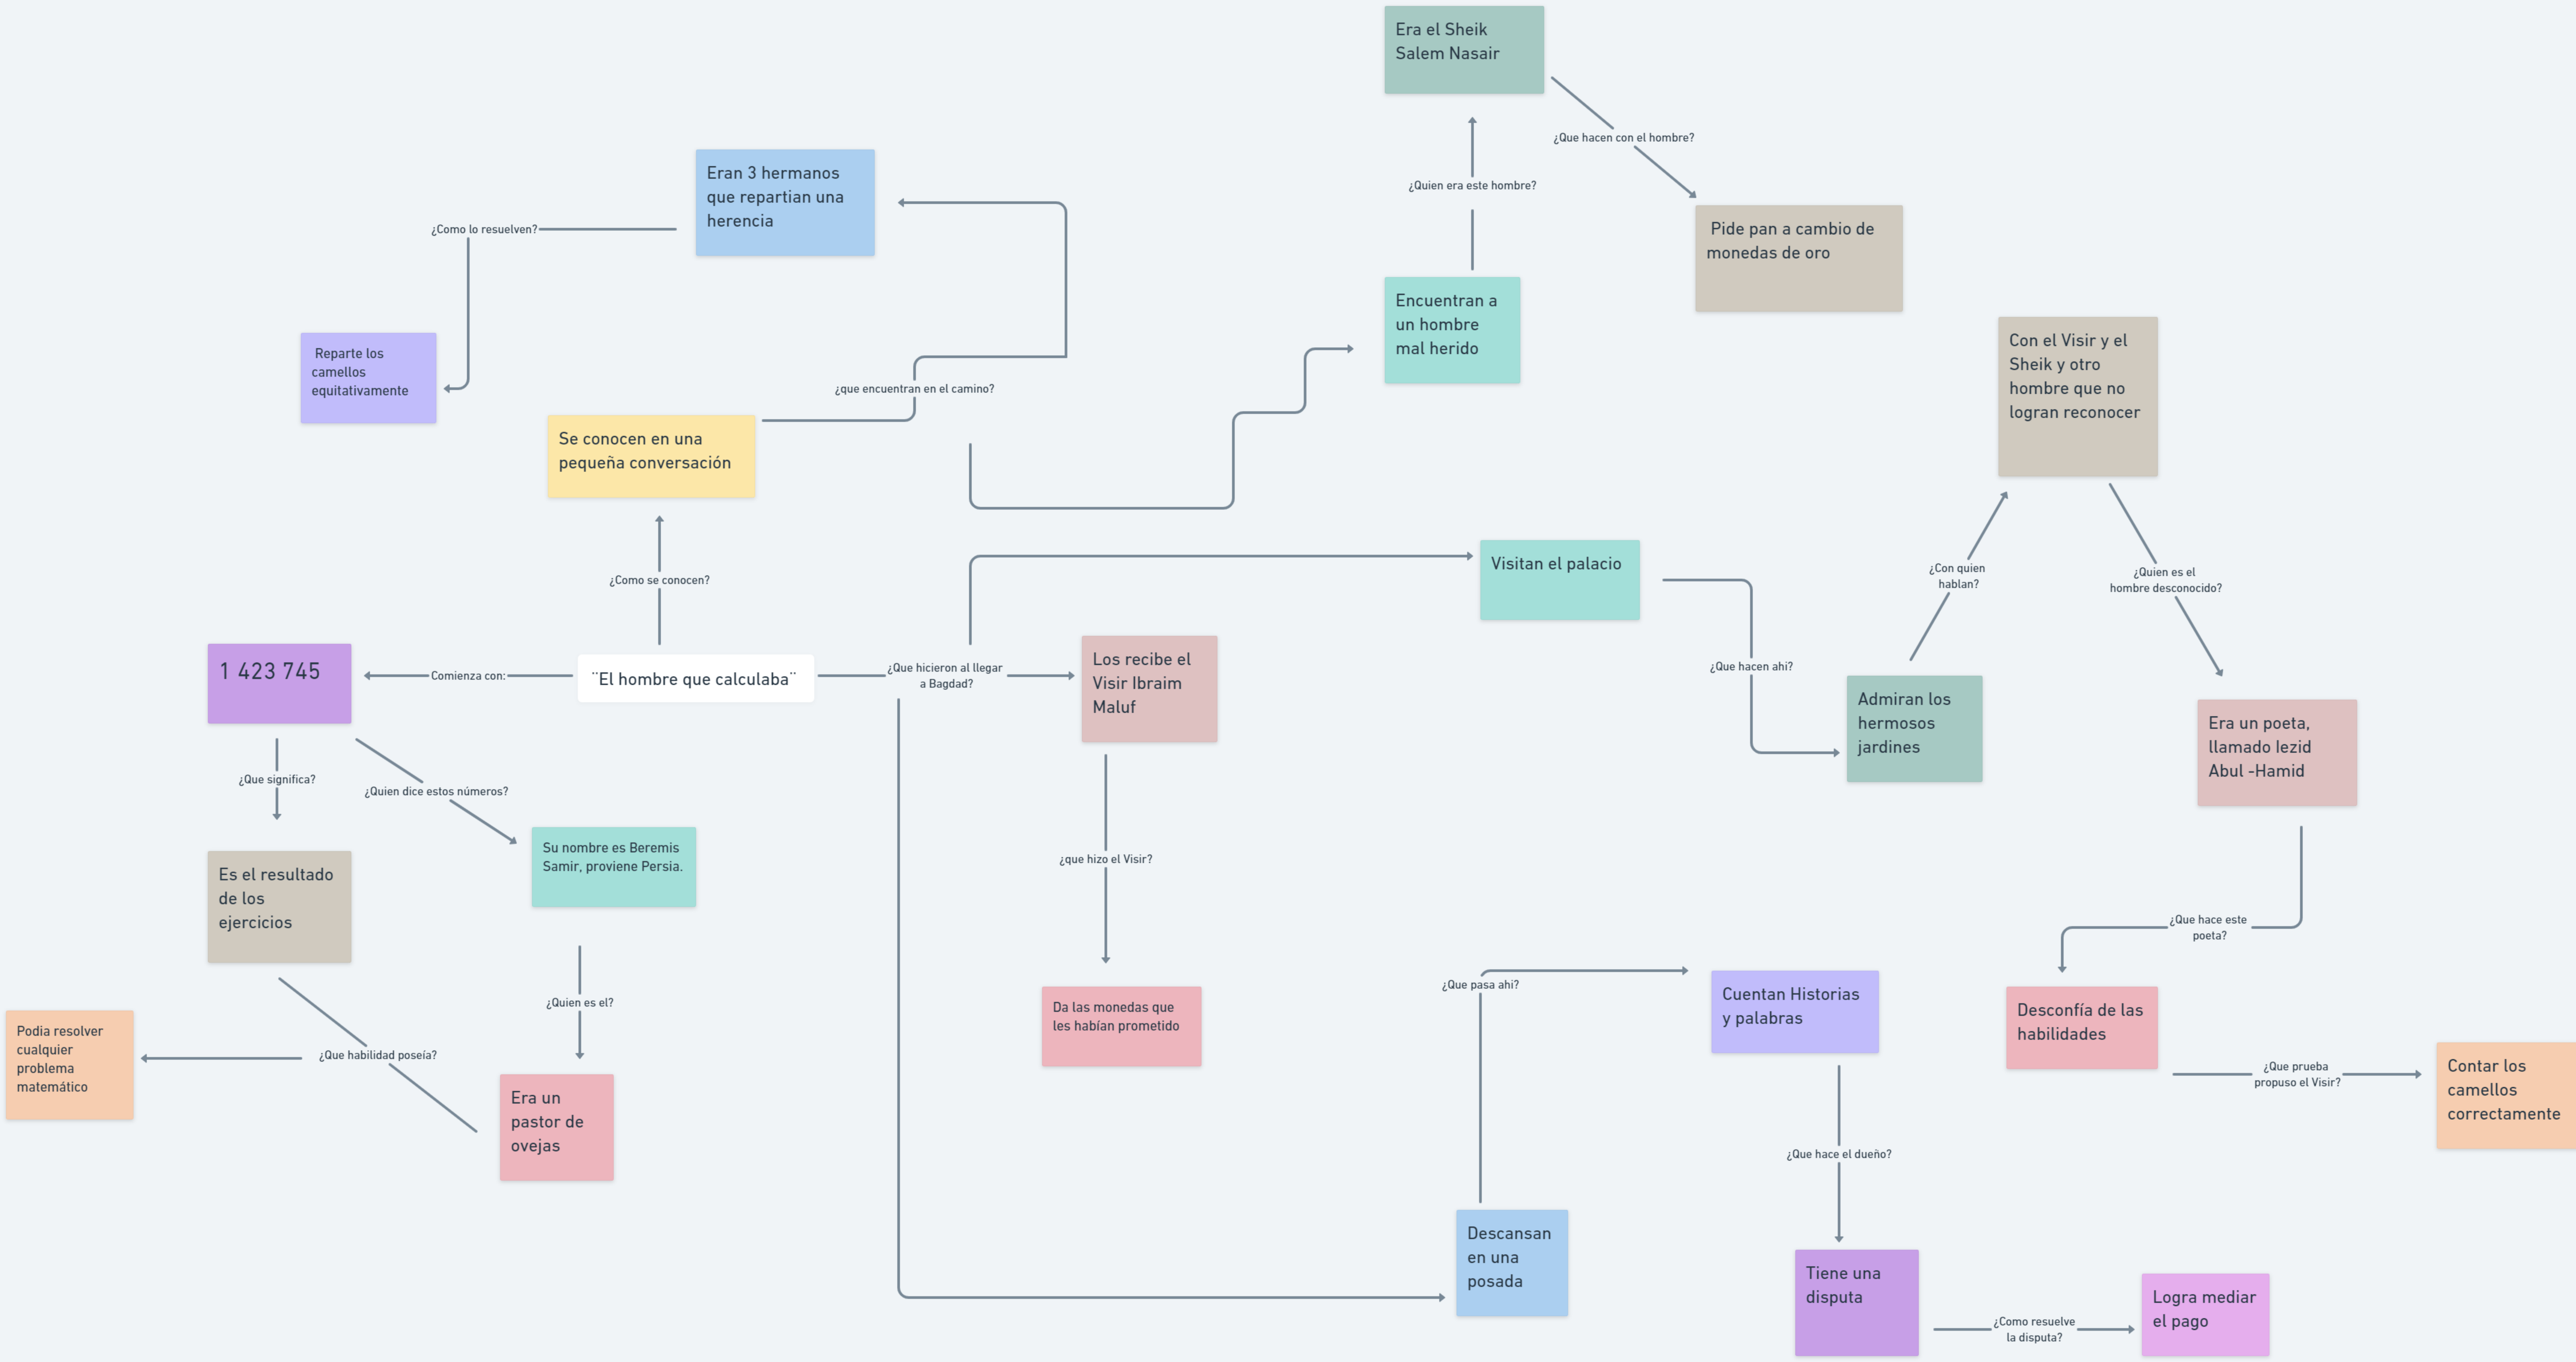 Era el Sheik
Salem Nasair
¿Que hacen con el hombre?
¿Quien era este hombre?
Pide pan a cambio de
monedas de oro
Eran 3 hermanos
que repartian una
herencia
¿Como lo resuelven?
Reparte los
camellos
equitativamente
¿que encuentran en el camino?
Encuentran a
un hombre
mal herido
Se conocen en una
pequeña conversación
¿Como se conocen?
Con el Visir y el
Sheik y otro
hombre que no
logran reconocer
Visitan el palacio
¿Con quien
hablan?
¿Quien es el
hombre desconocido?
1 423 745
Comienza con:
¨El hombre que calculaba¨
¿Que hicieron al llegar
a Bagdad?
Los recibe el
Visir Ibraim
Maluf
¿Que hacen ahi?
Admiran los
hermosos
jardines
Era un poeta,
llamado Iezid
Abul -Hamid
¿Que significa?
¿Quien dice estos números?
Su nombre es Beremis
Samir, proviene Persia.
¿que hizo el Visir?
Es el resultado
de los
ejercicios
¿Que hace este
poeta?
¿Quien es el?
Podia resolver
cualquier
problema
matemático
¿Que habilidad poseía?
Era un
pastor de
ovejas
Da las monedas que
les habían prometido
¿Que pasa ahi?
Cuentan Historias
y palabras
Desconfía de las
habilidades
¿Que prueba
propuso el Visir?
Contar los
camellos
correctamente
¿Que hace el dueño?
Descansan
en una
posada
Tiene una
disputa
¿Como resuelve
la disputa?
Logra mediar
el pago